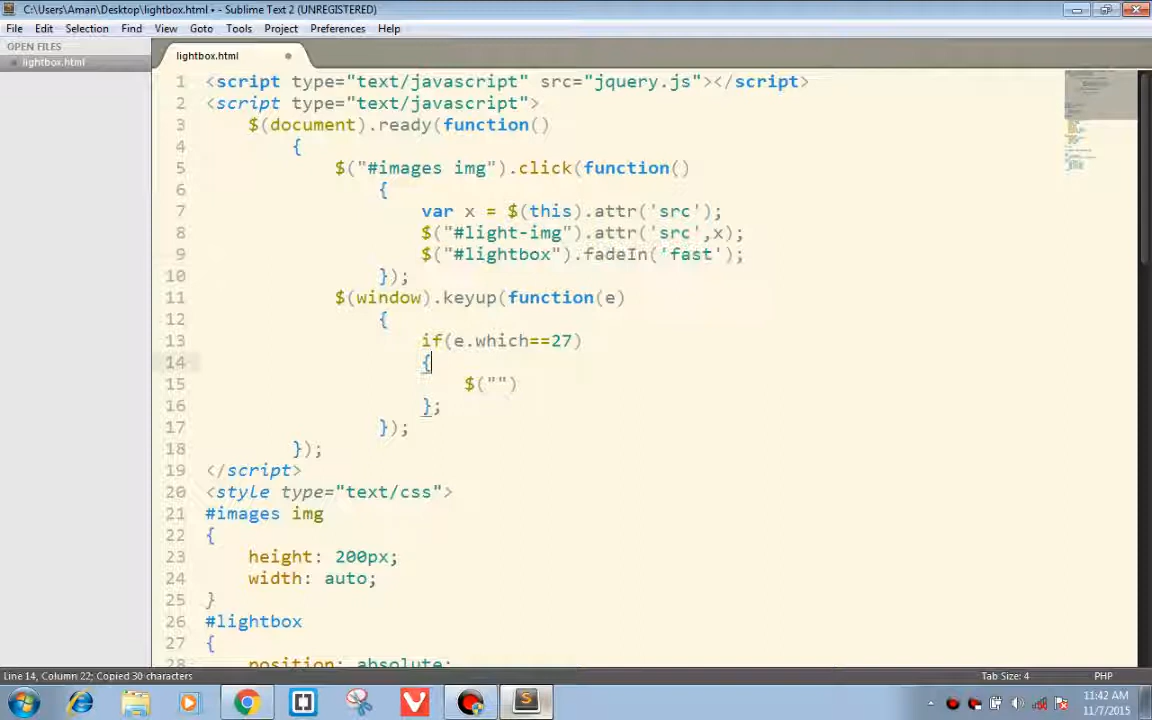 C:\Users\Aman\Desktop\lightbox.html • - Sublime Text 2 (UNREGISTERED)
File Edit Selection Find View Goto Tools Project Preferences Help
OPEN FILES
lightbox.html
lightbox.html
1 <script type="text/javascript" src="jquery.js"></script>
2 <script type="text/javascript">
3 $(document).ready(function()
4 {
5 $("#images img").click(function()
6 {
7 var x = $(this).attr('src');
8 $("#light-img").attr('src',x);
9 $("#lightbox").fadeIn('fast');
10 });
11 $(window).keyup(function(e)
12 {
13 if(e.which==27)
14 {
15 $("")
16 };
17 });
18 });
19 </script>
20 <style type="text/css">
21 #images img
22 {
23 height: 200px;
24 width: auto;
25 }
26 #lightbox
27 {
28 position: absolute;
Line 14, Column 22; Copied 30 characters
Tab Size: 4
PHP
11:42 AM
11/7/2015